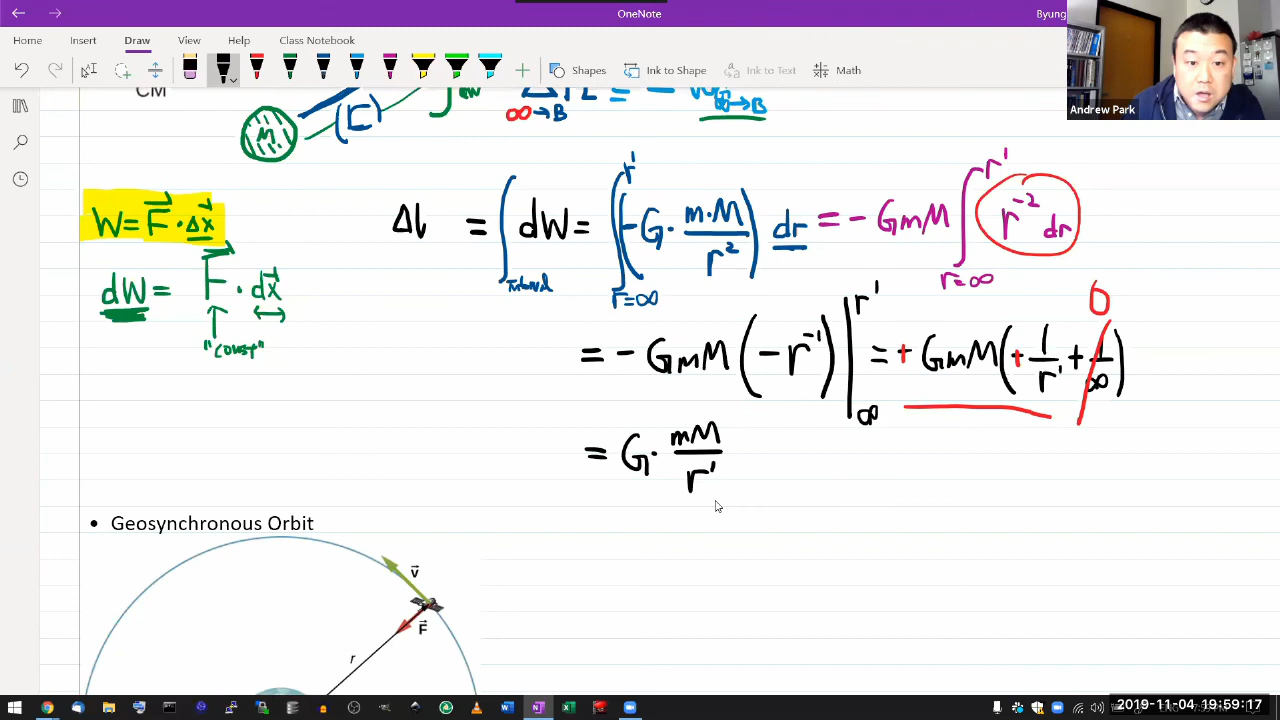 OneNote
Byung
Home Insert Draw View Help Class Notebook
Shapes Ink to Shape Ink to Text Math
Andrew Park
CM
M
∞→B
→B
W = F⃗ · Δx⃗
dW = F⃗ · dx⃗
"const"
= ∫ dW = ∫_{r=∞}^{r'} (-G · m·M / r²) dr = - GmM ∫_{r=∞}^{r'} r⁻² dr
= - GmM (-r⁻¹) |_∞^{r'} = + GmM (+ 1/r' + 1/∞) 0
= G · mM / r'
• Geosynchronous Orbit
v⃗
F⃗
r
2019-11-04 19:59:17